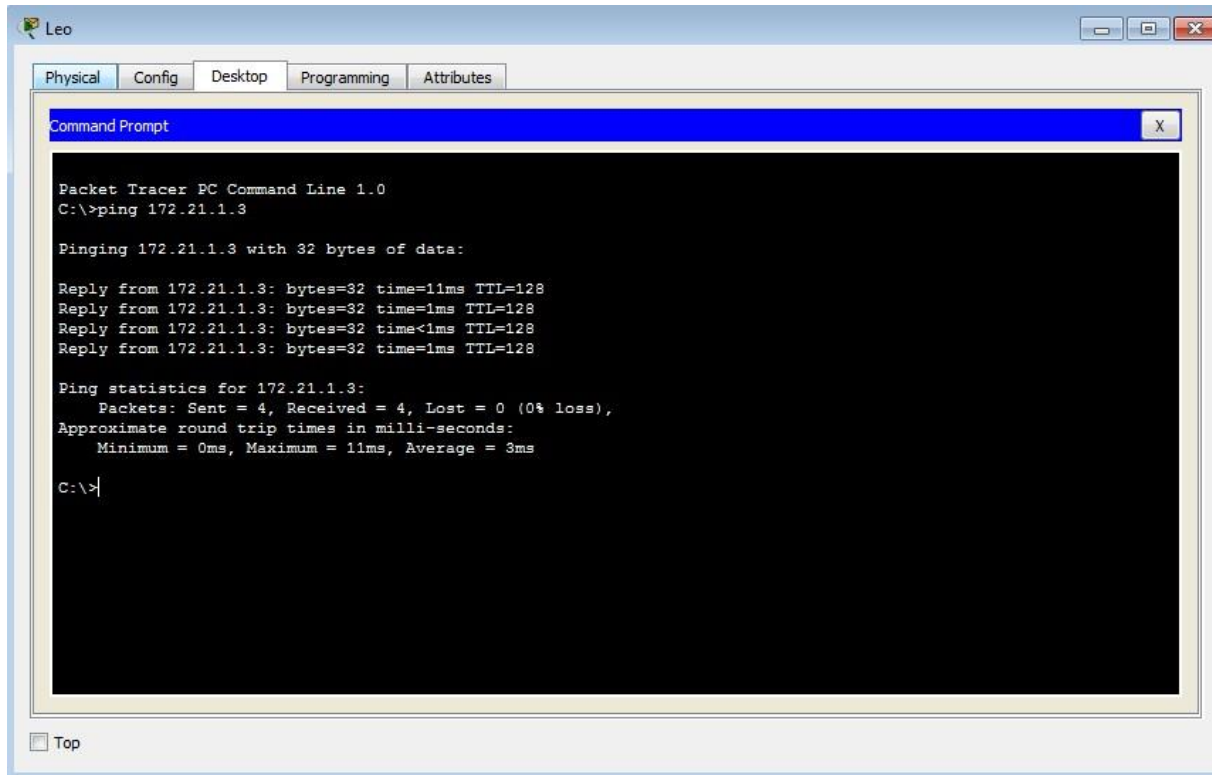 Leo
Physical Config Desktop Programming Attributes
Command Prompt X
Packet Tracer PC Command Line 1.0
C:\>ping 172.21.1.3
Pinging 172.21.1.3 with 32 bytes of data:
Reply from 172.21.1.3: bytes=32 time=11ms TTL=128
Reply from 172.21.1.3: bytes=32 time=1ms TTL=128
Reply from 172.21.1.3: bytes=32 time<1ms TTL=128
Reply from 172.21.1.3: bytes=32 time=1ms TTL=128
Ping statistics for 172.21.1.3:
Packets: Sent = 4, Received = 4, Lost = 0 (0% loss),
Approximate round trip times in milli-seconds:
Minimum = 0ms, Maximum = 11ms, Average = 3ms
C:\>
Top